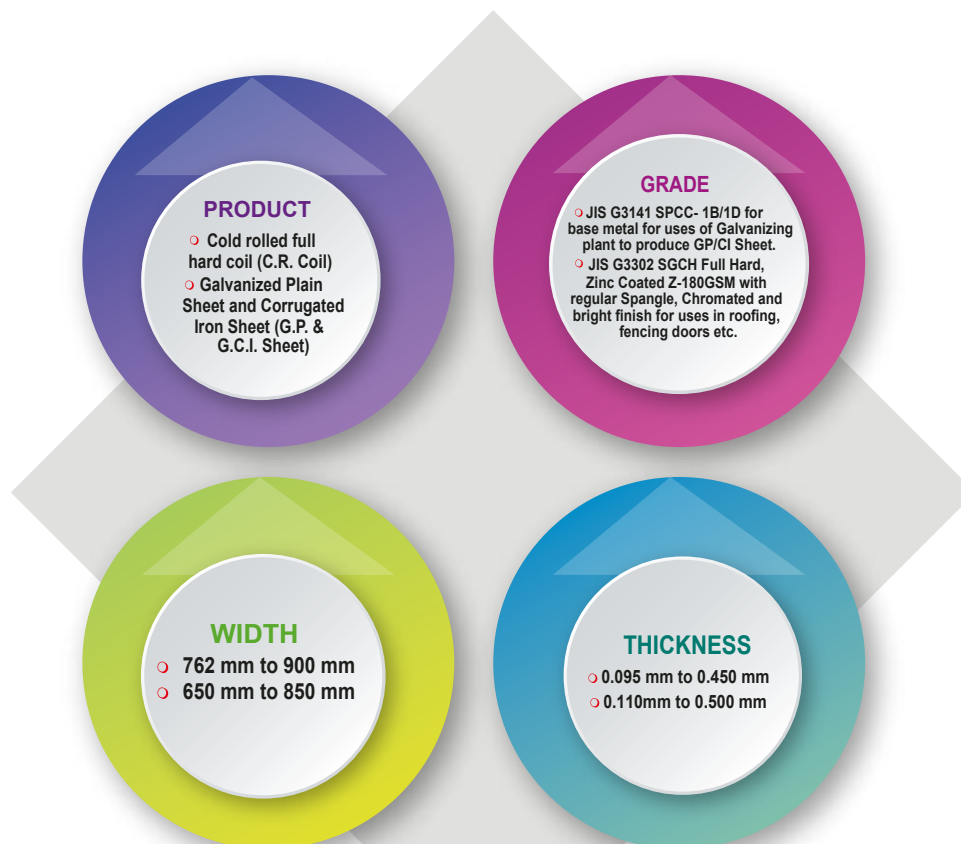 PRODUCT
○ Cold rolled full
hard coil (C.R. Coil)
○ Galvanized Plain
Sheet and Corrugated
Iron Sheet (G.P. &
G.C.I. Sheet)
GRADE
○ JIS G3141 SPCC- 1B/1D for
base metal for uses of Galvanizing
plant to produce GP/CI Sheet.
○ JIS G3302 SGCH Full Hard,
Zinc Coated Z-180GSM with
regular Spangle, Chromated and
bright finish for uses in roofing,
fencing doors etc.
WIDTH
○ 762 mm to 900 mm
○ 650 mm to 850 mm
THICKNESS
○ 0.095 mm to 0.450 mm
○ 0.110mm to 0.500 mm